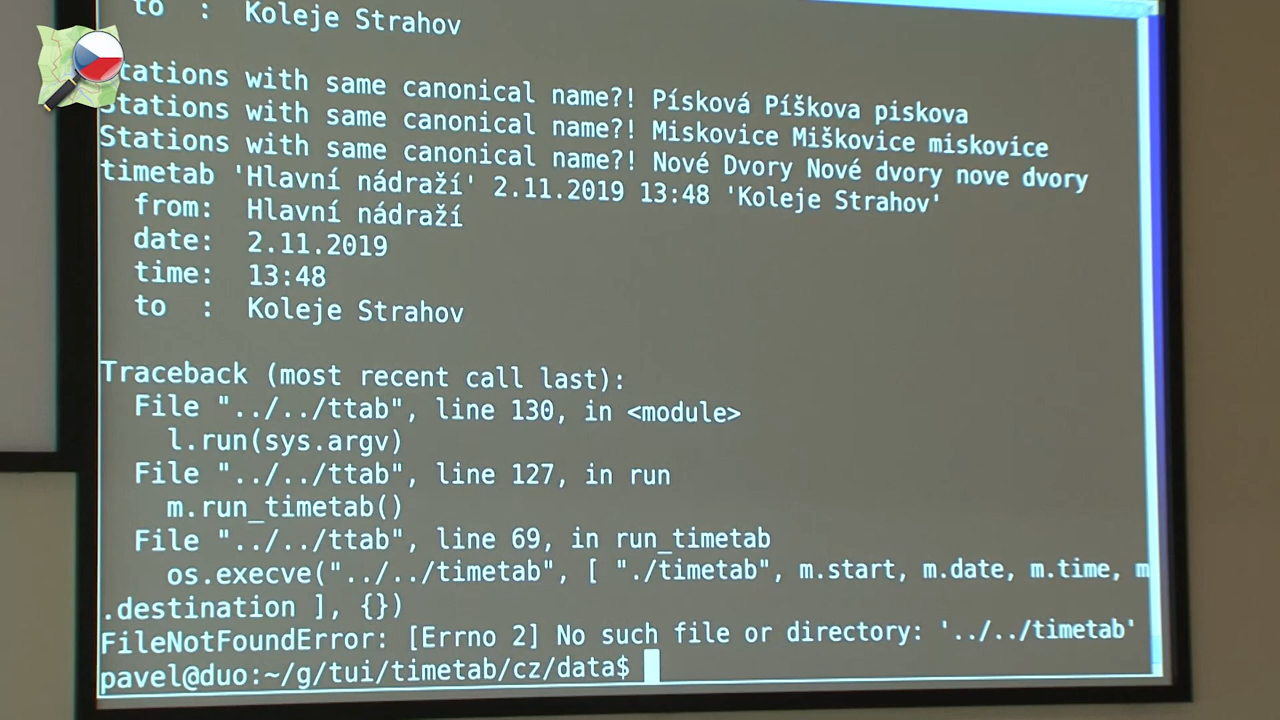 to  :  Koleje Strahov
tations with same canonical name?! Písková Píškova piskova
Stations with same canonical name?! Miskovice Miškovice miskovice
Stations with same canonical name?! Nové Dvory Nové dvory nove dvory
timetab 'Hlavní nádraží' 2.11.2019 13:48 'Koleje Strahov'
from:  Hlavní nádraží
date:  2.11.2019
time:  13:48
to  :  Koleje Strahov
Traceback (most recent call last):
File "../../ttab", line 130, in <module>
l.run(sys.argv)
File "../../ttab", line 127, in run
m.run_timetab()
File "../../ttab", line 69, in run_timetab
os.execve("../../timetab", [ "./timetab", m.start, m.date, m.time, m
.destination ], {})
FileNotFoundError: [Errno 2] No such file or directory: '../../timetab'
pavel@duo:~/g/tui/timetab/cz/data$